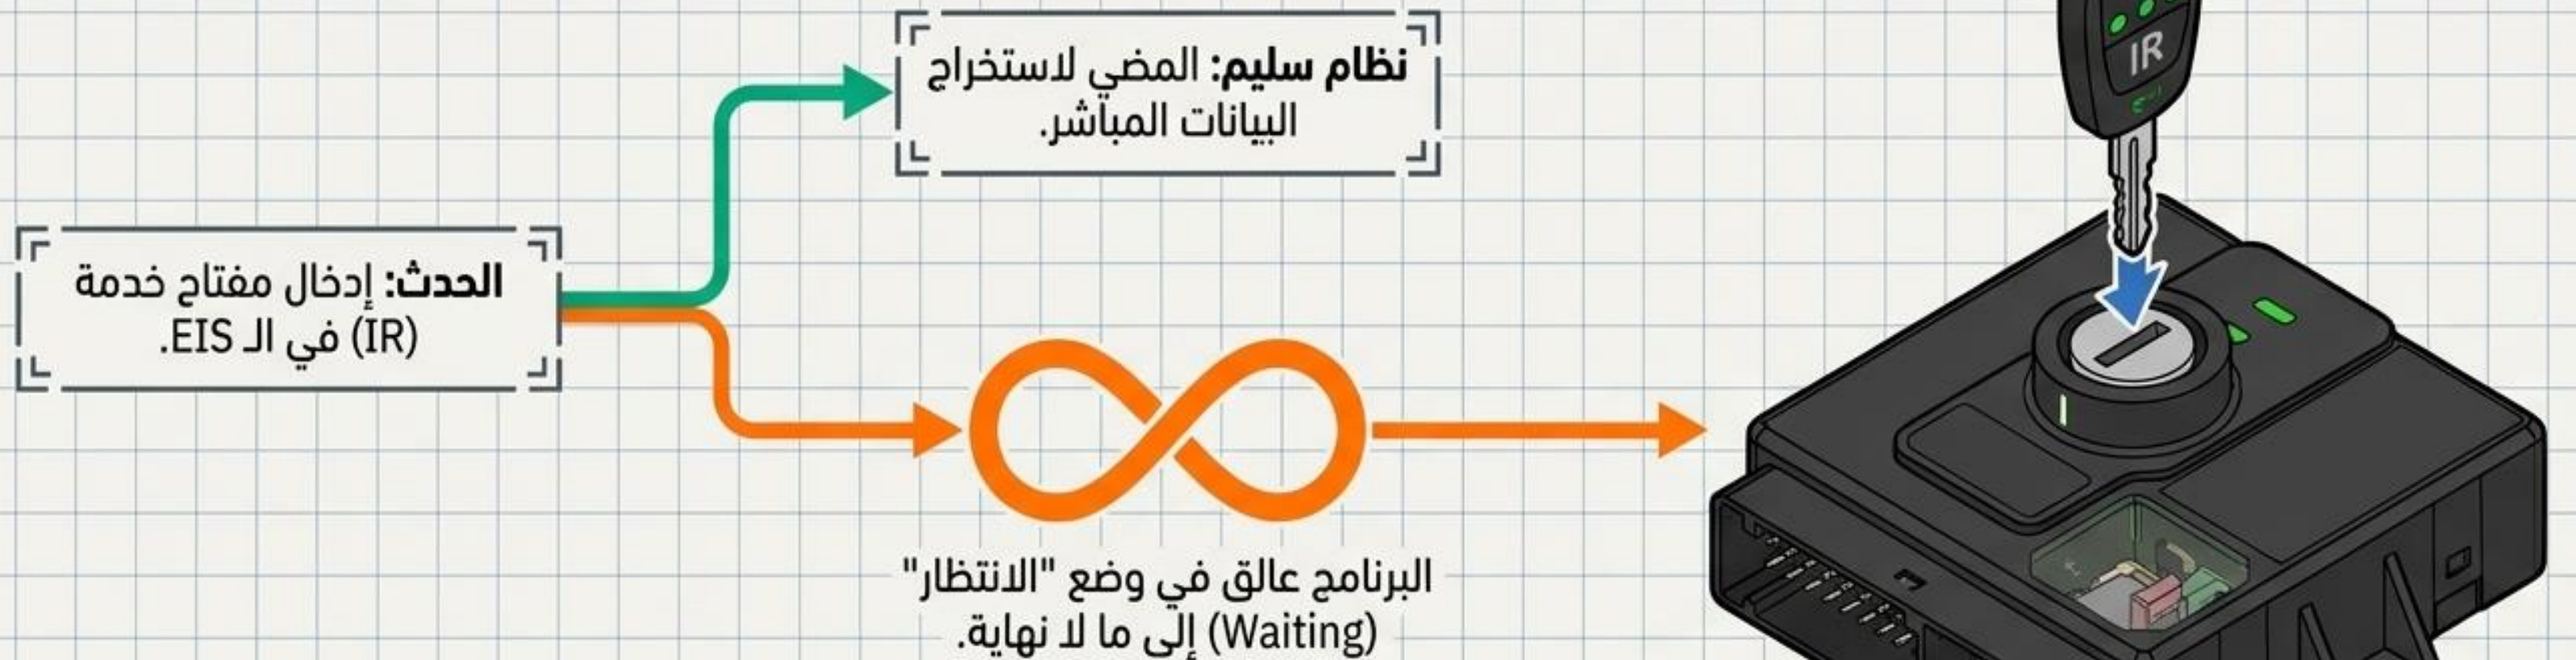 نظام سليم: المضي لاستخراج
البيانات المباشر.
الحدث: إدخال مفتاح خدمة
(IR) في الـ EIS.
البرنامج عالق في وضع "الانتظار"
(Waiting) إلى ما لا نهاية.
IR